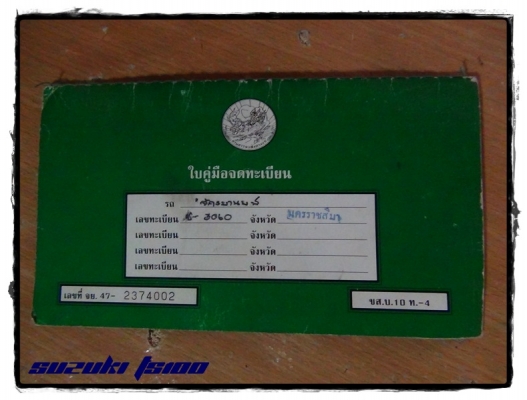 ใบคู่มือจดทะเบียน
รถ จักรยานยนต์
เลขทะเบียน 3060 จังหวัด นครราชสีมา
เลขทะเบียน จังหวัด
เลขทะเบียน จังหวัด
เลขทะเบียน จังหวัด
เลขที่ จย. 47- 2374002
ขส.บ.10 ท.-4
SUZUKI TS100